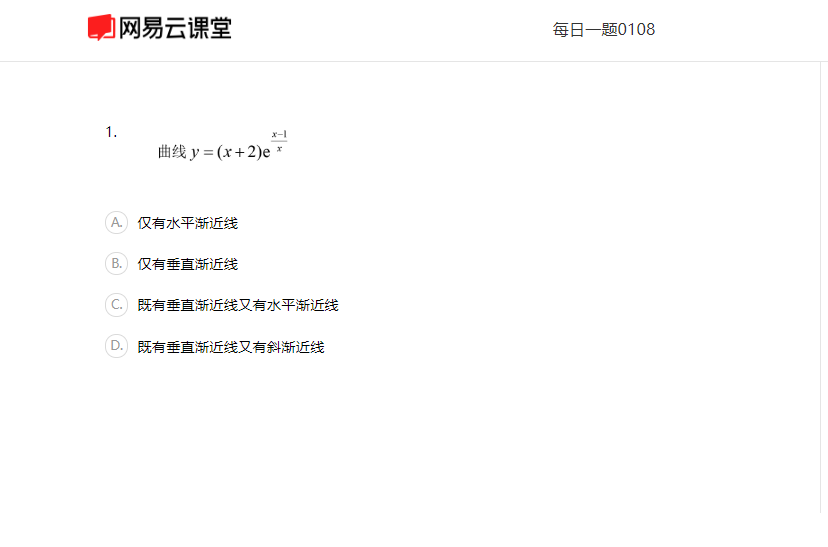 网易云课堂
每日一题0108
1.
曲线 y = (x+2)e^{\frac{x-1}{x}}
A. 仅有水平渐近线
B. 仅有垂直渐近线
C. 既有垂直渐近线又有水平渐近线
D. 既有垂直渐近线又有斜渐近线